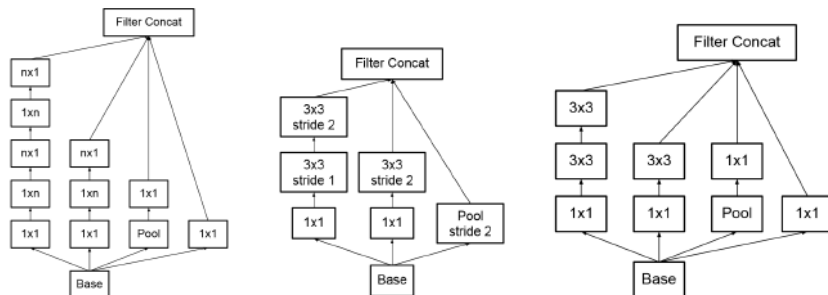 Filter Concat
nx1
1xn
nx1
nx1
1xn
1xn
1x1
1x1
1x1
Pool
1x1
Base
Filter Concat
3x3
stride 2
3x3
stride 1
3x3
stride 2
1x1
1x1
Pool
stride 2
Base
Filter Concat
3x3
3x3
3x3
1x1
1x1
1x1
Pool
1x1
Base